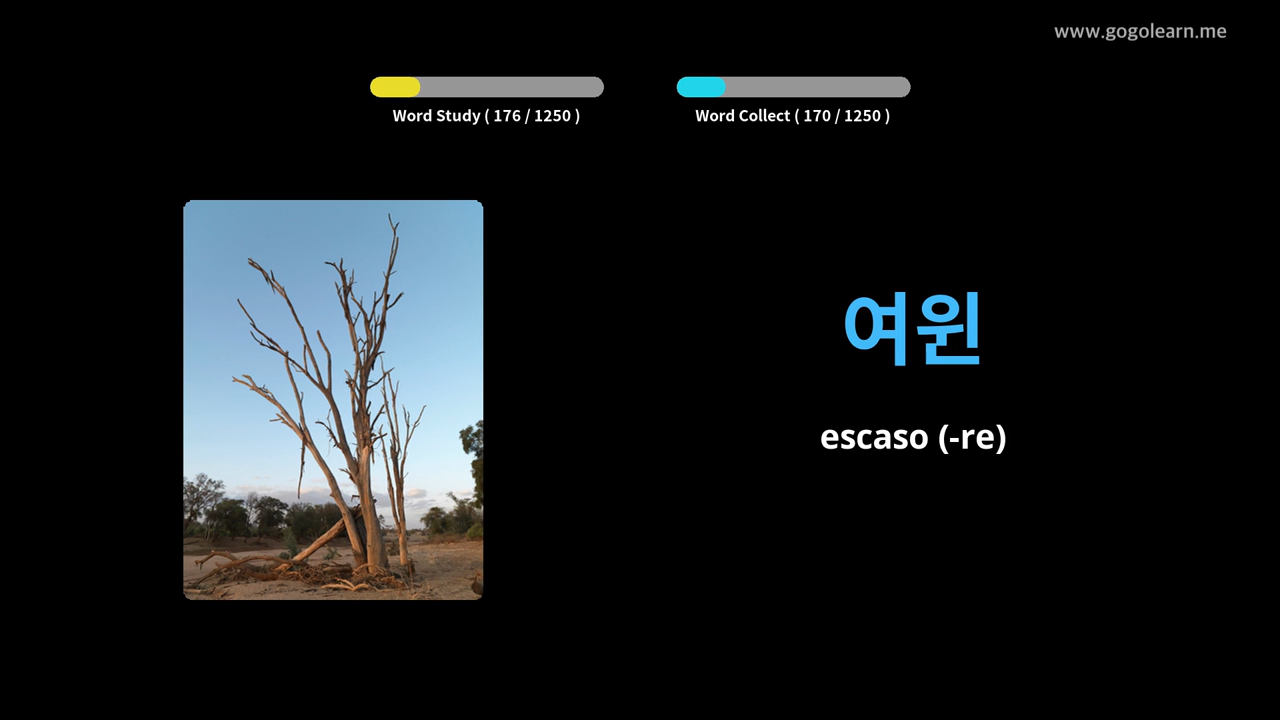 www.gogolearn.me
Word Study ( 176 / 1250 )
Word Collect ( 170 / 1250 )
여윈
escaso (-re)